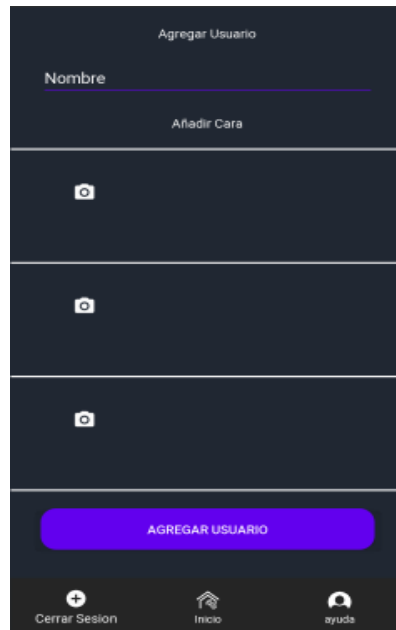 Agregar Usuario
Nombre
Añadir Cara
AGREGAR USUARIO
Cerrar Sesion
Inicio
ayuda